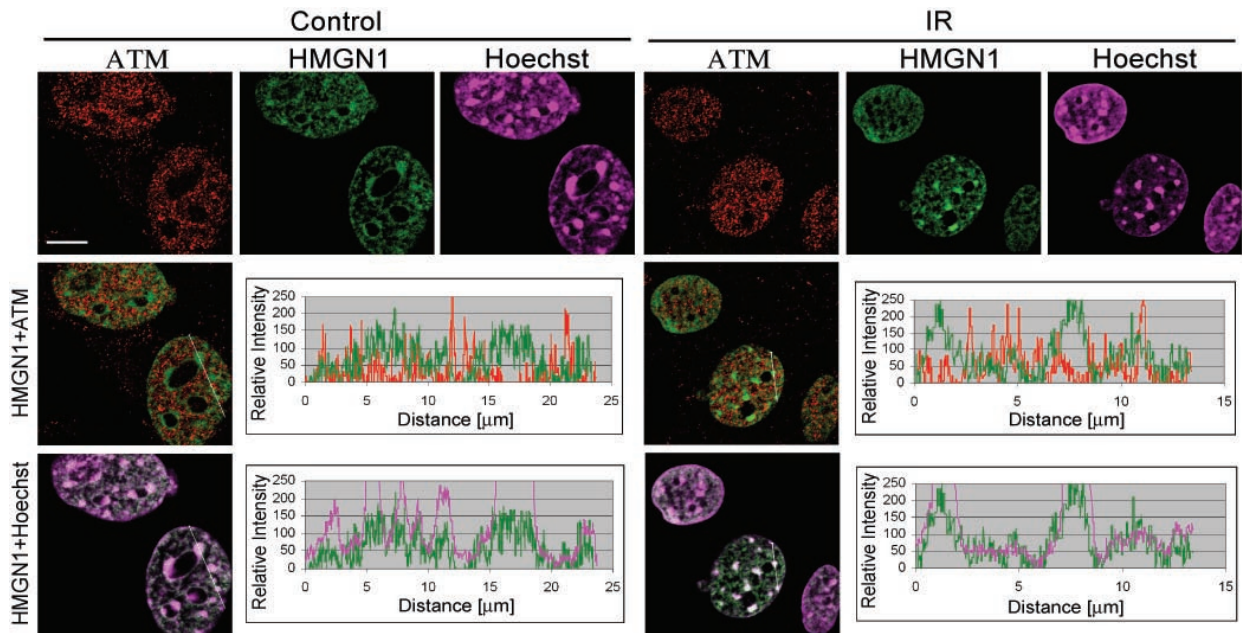 Control IR
ATM HMGN1 Hoechst ATM HMGN1 Hoechst
HMGN1+ATM
Relative Intensity
250
200
150
100
50
0
0 5 10 15 20 25
Distance [μm]
Relative Intensity
250
200
150
100
50
0
0 5 10 15
Distance [μm]
HMGN1+Hoechst
Relative Intensity
250
200
150
100
50
0
0 5 10 15 20 25
Distance [μm]
Relative Intensity
250
200
150
100
50
0
0 5 10 15
Distance [μm]